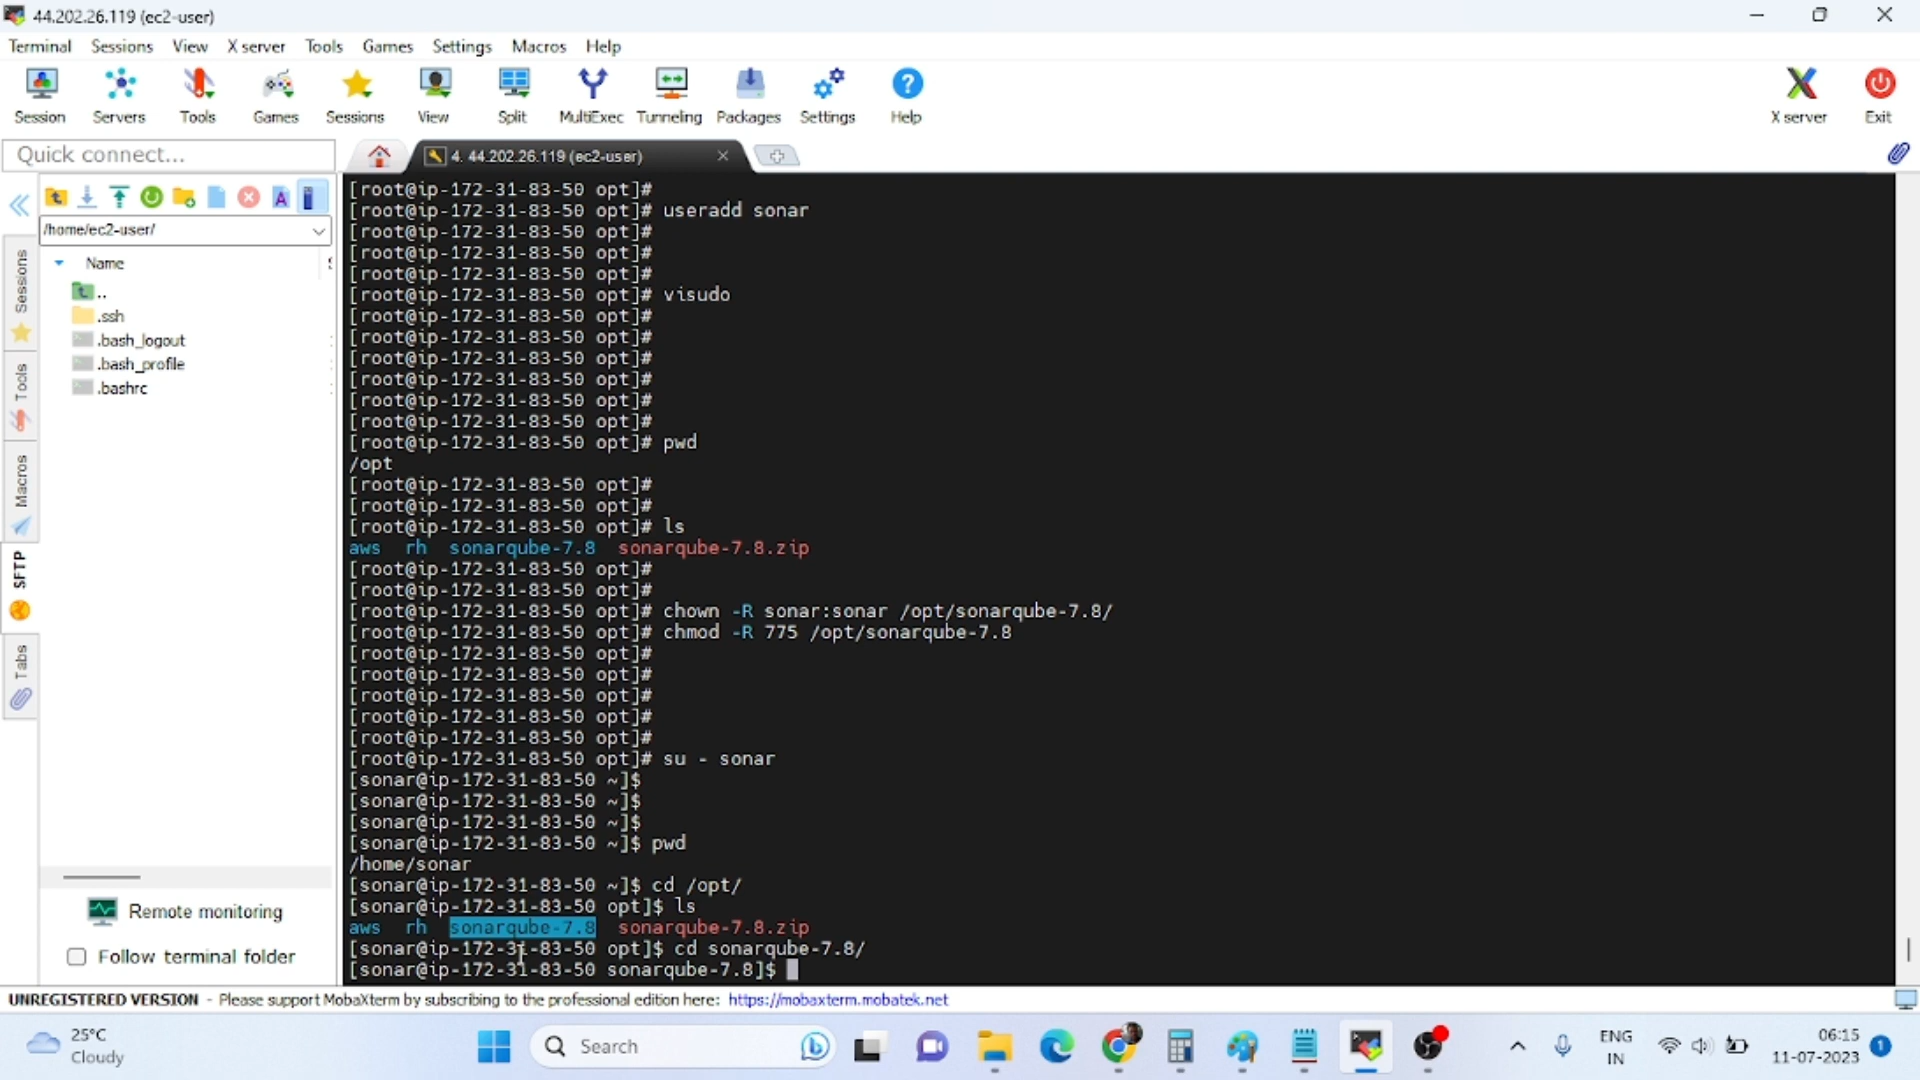 44.202.26.119 (ec2-user)
Terminal Sessions View X server Tools Games Settings Macros Help
Session Servers Tools Games Sessions View Split MultiExec Tunneling Packages Settings Help X server Exit
Quick connect...
4. 44.202.26.119 (ec2-user)
/home/ec2-user/
Name
..
.ssh
.bash_logout
.bash_profile
.bashrc
Sessions
Tools
Macros
SFTP
Tabs
Remote monitoring
Follow terminal folder
[root@ip-172-31-83-50 opt]#
[root@ip-172-31-83-50 opt]# useradd sonar
[root@ip-172-31-83-50 opt]#
[root@ip-172-31-83-50 opt]#
[root@ip-172-31-83-50 opt]#
[root@ip-172-31-83-50 opt]# visudo
[root@ip-172-31-83-50 opt]#
[root@ip-172-31-83-50 opt]#
[root@ip-172-31-83-50 opt]#
[root@ip-172-31-83-50 opt]#
[root@ip-172-31-83-50 opt]#
[root@ip-172-31-83-50 opt]#
[root@ip-172-31-83-50 opt]# pwd
/opt
[root@ip-172-31-83-50 opt]#
[root@ip-172-31-83-50 opt]#
[root@ip-172-31-83-50 opt]# ls
aws rh sonarqube-7.8 sonarqube-7.8.zip
[root@ip-172-31-83-50 opt]#
[root@ip-172-31-83-50 opt]#
[root@ip-172-31-83-50 opt]# chown -R sonar:sonar /opt/sonarqube-7.8/
[root@ip-172-31-83-50 opt]# chmod -R 775 /opt/sonarqube-7.8
[root@ip-172-31-83-50 opt]#
[root@ip-172-31-83-50 opt]#
[root@ip-172-31-83-50 opt]#
[root@ip-172-31-83-50 opt]#
[root@ip-172-31-83-50 opt]#
[root@ip-172-31-83-50 opt]# su - sonar
[sonar@ip-172-31-83-50 ~]$
[sonar@ip-172-31-83-50 ~]$
[sonar@ip-172-31-83-50 ~]$
[sonar@ip-172-31-83-50 ~]$ pwd
/home/sonar
[sonar@ip-172-31-83-50 ~]$ cd /opt/
[sonar@ip-172-31-83-50 opt]$ ls
aws rh sonarqube-7.8 sonarqube-7.8.zip
[sonar@ip-172-31-83-50 opt]$ cd sonarqube-7.8/
[sonar@ip-172-31-83-50 sonarqube-7.8]$
UNREGISTERED VERSION - Please support MobaXterm by subscribing to the professional edition here: https://mobaxterm.mobatek.net
25°C
Cloudy
Search
ENG
IN
06:15
11-07-2023
1